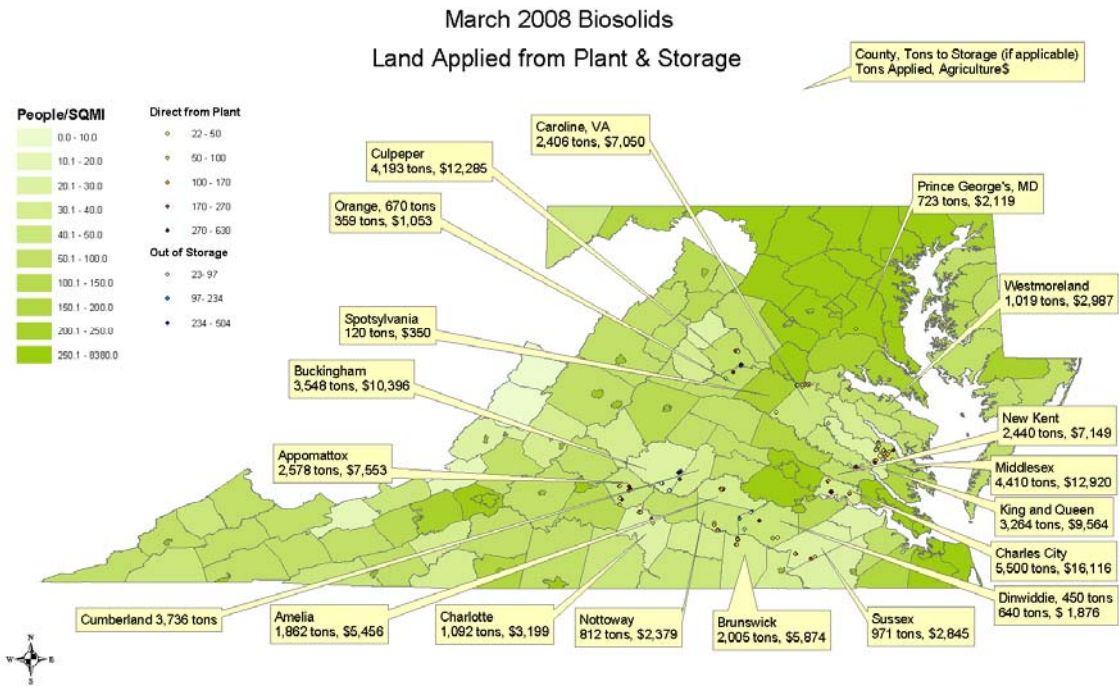 March 2008 Biosolids
Land Applied from Plant & Storage
County, Tons to Storage (if applicable)
Tons Applied, Agriculture$
People/SQMI
0.0 - 10.0
10.1 - 20.0
20.1 - 30.0
30.1 - 40.0
40.1 - 50.0
50.1 - 100.0
100.1 - 150.0
150.1 - 200.0
200.1 - 250.0
250.1 - 8380.0
Direct from Plant
22 - 50
50 - 100
100 - 170
170 - 270
270 - 630
Out of Storage
23- 97
97- 234
234 - 504
Caroline, VA
2,406 tons, $7,050
Culpeper
4,193 tons, $12,285
Orange, 670 tons
359 tons, $1,053
Prince George's, MD
723 tons, $2,119
Westmoreland
1,019 tons, $2,987
Spotsylvania
120 tons, $350
Buckingham
3,548 tons, $10,396
Appomattox
2,578 tons, $7,553
New Kent
2,440 tons, $7,149
Middlesex
4,410 tons, $12,920
King and Queen
3,264 tons, $9,564
Charles City
5,500 tons, $16,116
Dinwiddie, 450 tons
640 tons, $ 1,876
Cumberland 3,736 tons
Amelia
1,862 tons, $5,456
Charlotte
1,092 tons, $3,199
Nottoway
812 tons, $2,379
Brunswick
2,005 tons, $5,874
Sussex
971 tons, $2,845
N
W
E
S